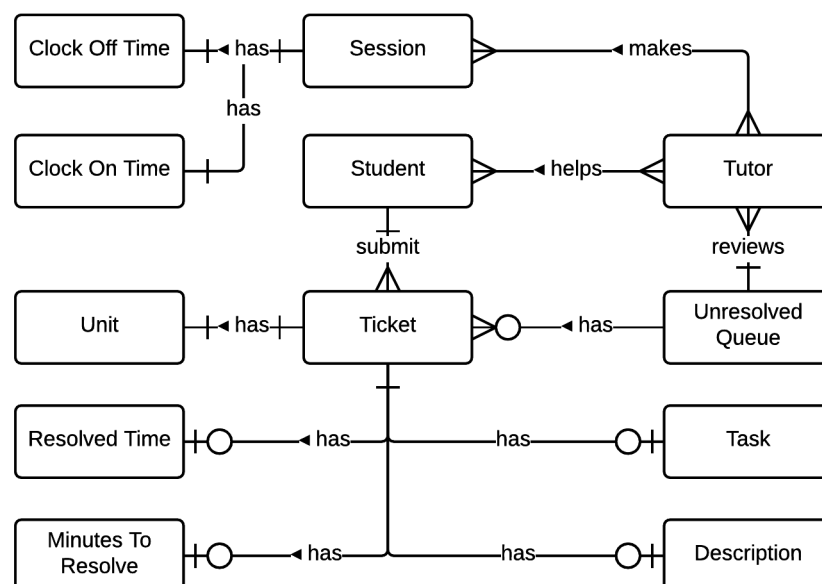 Clock Off Time
◄ has
Session
◄ makes
has
Clock On Time
Student
◄ helps
Tutor
submit
reviews
Unit
◄ has
Ticket
◄ has
Unresolved
Queue
Resolved Time
◄ has
has
Task
Minutes To
Resolve
◄ has
has
Description